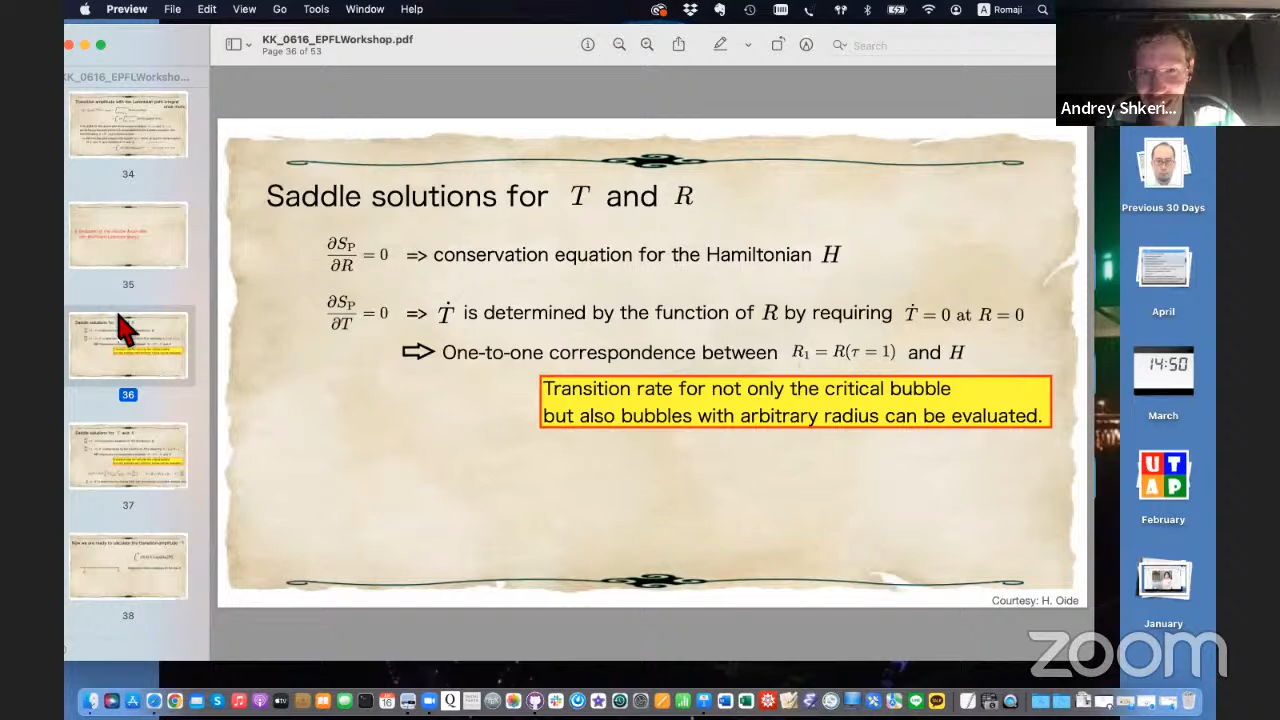 Preview File Edit View Go Tools Window Help
A Romaji
KK_0616_EPFLWorkshop.pdf
Page 36 of 53
Search
KK_0616_EPFLWorksho...
34
35
36
37
38
Saddle solutions for T and R
∂S_P/∂R = 0 => conservation equation for the Hamiltonian H
∂S_P/∂T = 0 => Ṫ is determined by the function of R by requiring Ṫ = 0 at R = 0
⇨ One-to-one correspondence between R₁ = R(τ = 1) and H
Transition rate for not only the critical bubble
but also bubbles with arbitrary radius can be evaluated.
Courtesy: H. Oide
Andrey Shkeri...
Previous 30 Days
April
14:50
March
UTAP
February
January
zoom